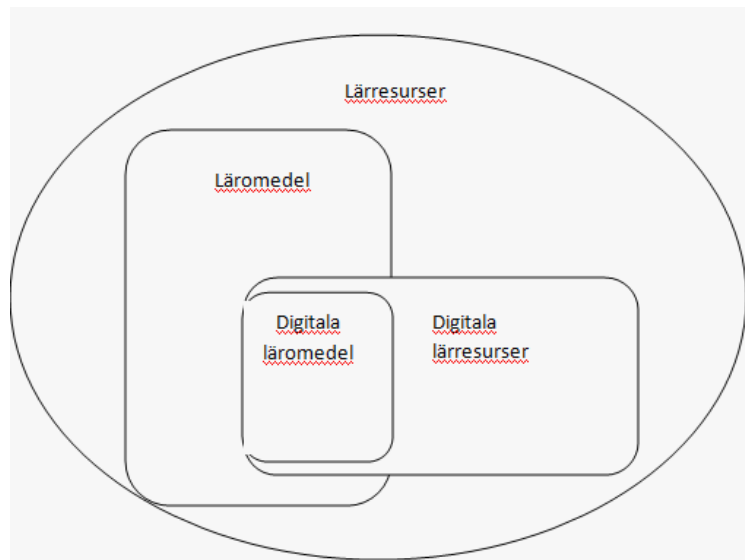 Lärresurser
Läromedel
Digitala
läromedel
Digitala
lärresurser